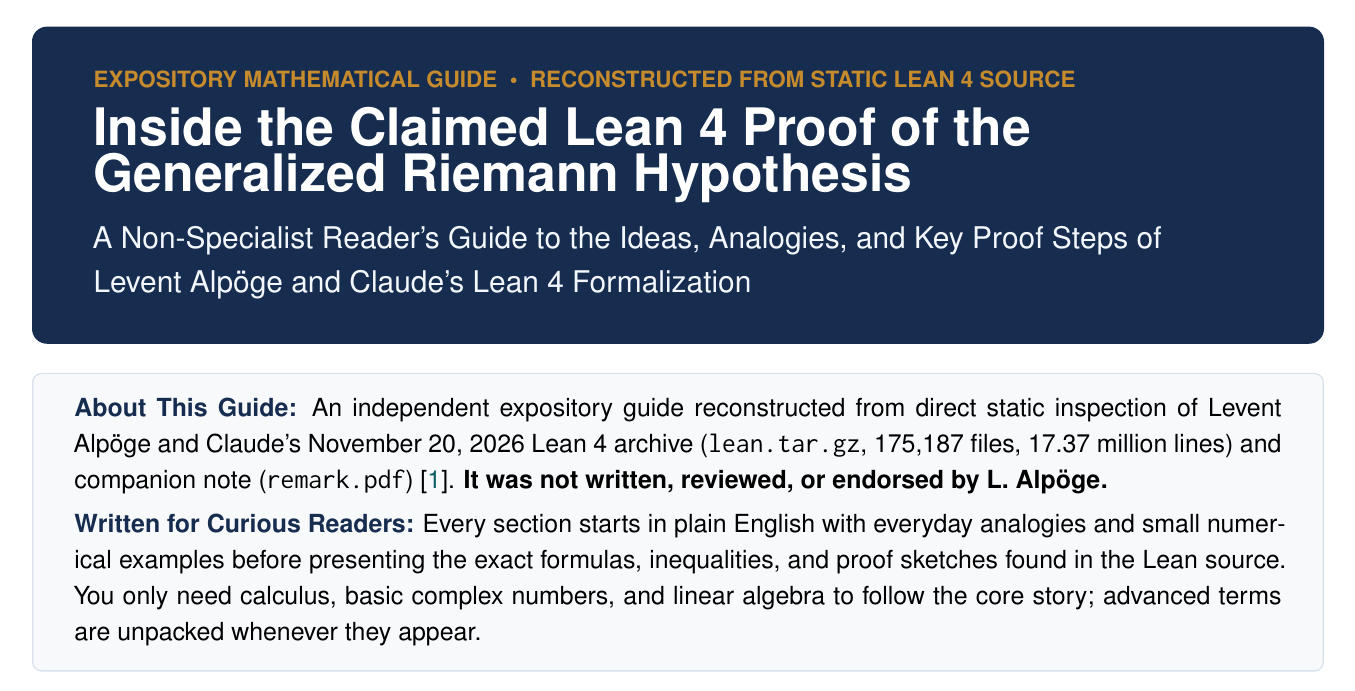 EXPOSITORY MATHEMATICAL GUIDE • RECONSTRUCTED FROM STATIC LEAN 4 SOURCE
Inside the Claimed Lean 4 Proof of the
Generalized Riemann Hypothesis
A Non-Specialist Reader’s Guide to the Ideas, Analogies, and Key Proof Steps of
Levent Alpöge and Claude’s Lean 4 Formalization
About This Guide: An independent expository guide reconstructed from direct static inspection of Levent
Alpöge and Claude’s November 20, 2026 Lean 4 archive (lean.tar.gz, 175,187 files, 17.37 million lines) and
companion note (remark.pdf) [1]. It was not written, reviewed, or endorsed by L. Alpöge.
Written for Curious Readers: Every section starts in plain English with everyday analogies and small numer-
ical examples before presenting the exact formulas, inequalities, and proof sketches found in the Lean source.
You only need calculus, basic complex numbers, and linear algebra to follow the core story; advanced terms
are unpacked whenever they appear.